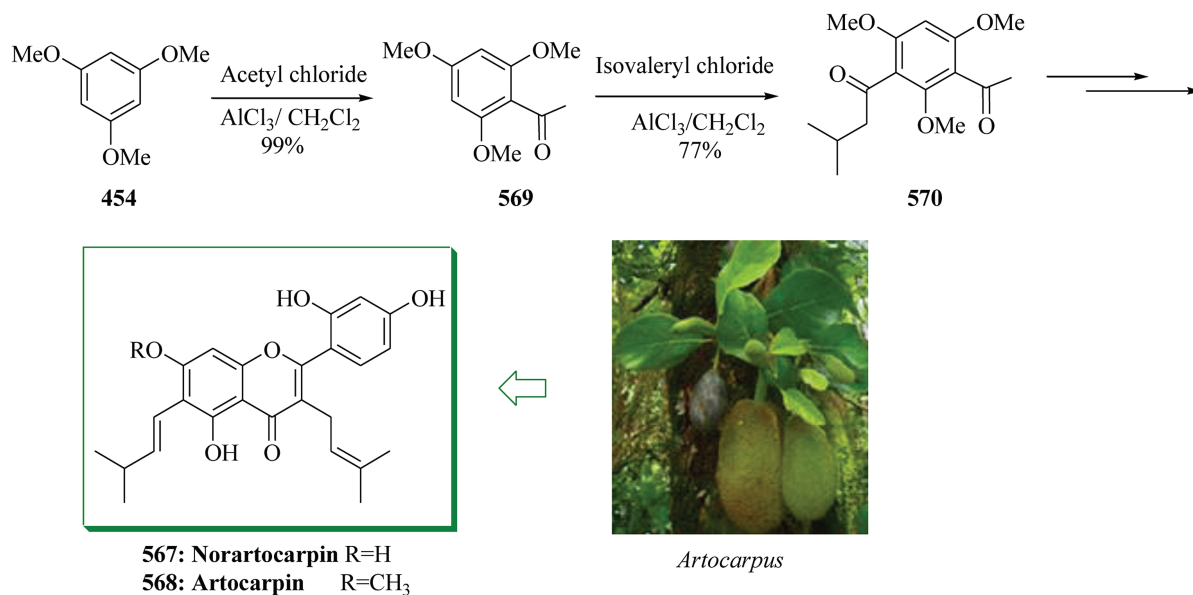 MeO OMe
OMe
454
Acetyl chloride
AlCl₃/ CH₂Cl₂
99%
MeO OMe
O
OMe
569
Isovaleryl chloride
AlCl₃/CH₂Cl₂
77%
MeO OMe
O
OMe O
570
HO OH
RO O
OH O
567: Norartocarpin R=H
568: Artocarpin R=CH₃
Artocarpus